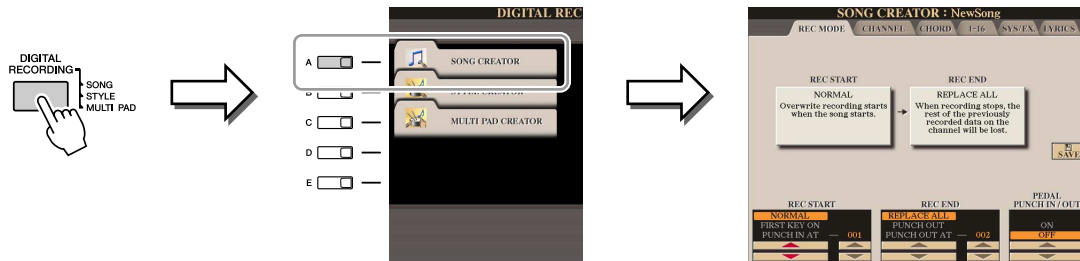 DIGITAL
RECORDING
SONG
STYLE
MULTI PAD
DIGITAL REC
A
SONG CREATOR
B
STYLE CREATOR
C
MULTI PAD CREATOR
D
E
SONG CREATOR : NewSong
REC MODE CHANNEL CHORD 1-16 SYS/EX. LYRICS
REC START REC END
NORMAL
Overwrite recording starts
when the song starts.
REPLACE ALL
When recording stops, the
rest of the previously
recorded data on the
channel will be lost.
SAVE
REC START REC END PEDAL
PUNCH IN / OUT
NORMAL REPLACE ALL
FIRST KEY ON PUNCH OUT ON
PUNCH IN AT — 001 PUNCH OUT AT — 002 OFF